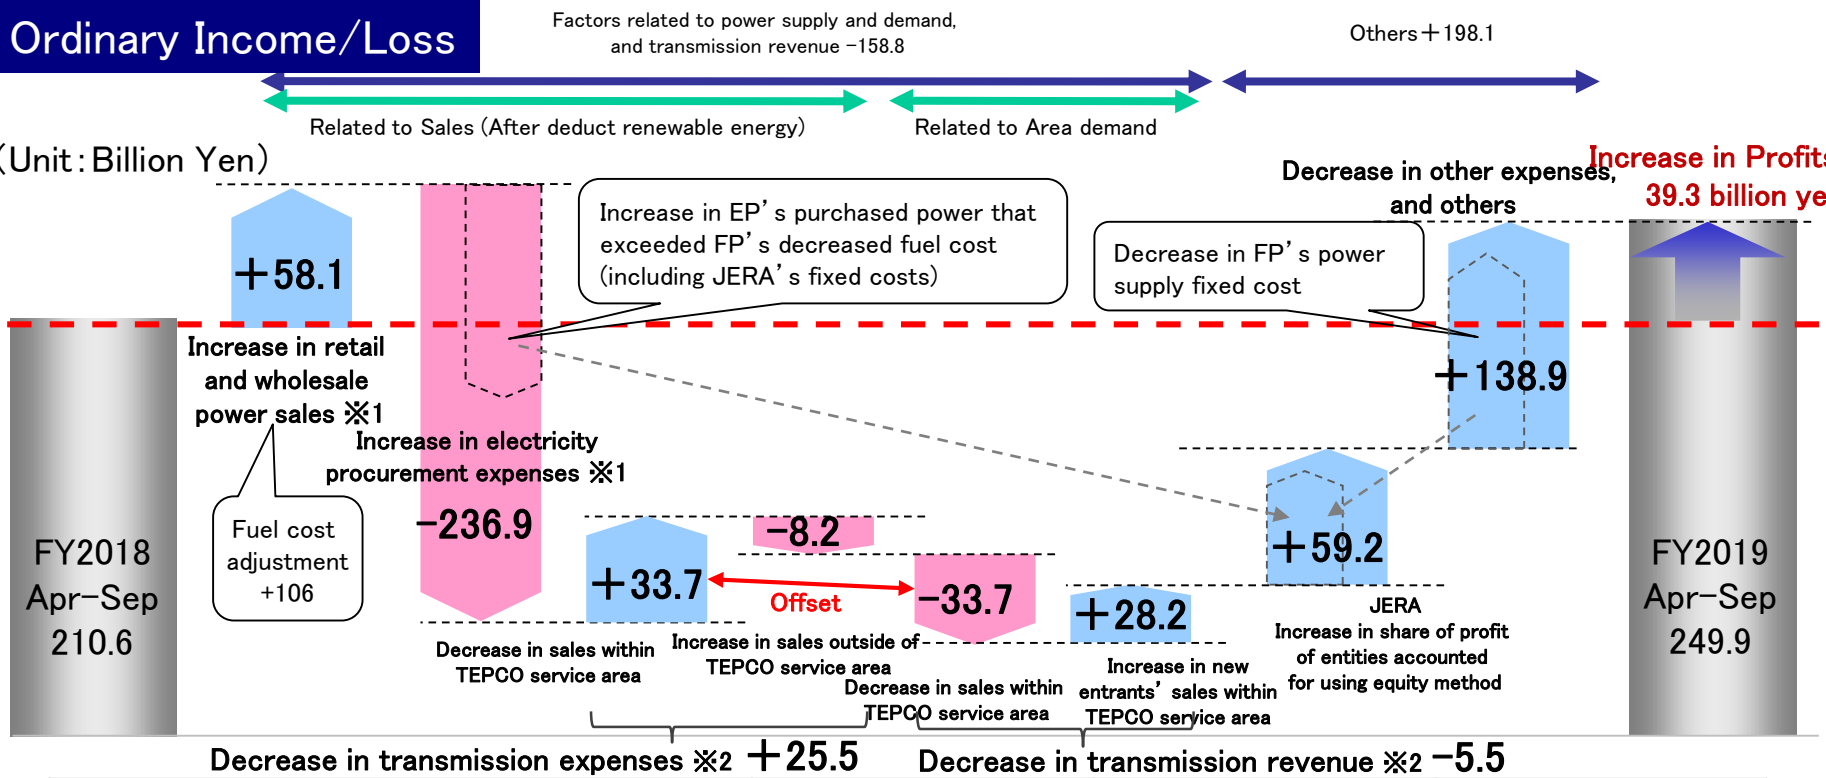 Ordinary Income/Loss
Factors related to power supply and demand,
and transmission revenue -158.8
Others+198.1
Related to Sales (After deduct renewable energy)
Related to Area demand
(Unit:Billion Yen)
Increase in Profits
39.3 billion ye
Decrease in other expenses,
and others
Increase in EP's purchased power that
exceeded FP's decreased fuel cost
(including JERA's fixed costs)
Decrease in FP's power
supply fixed cost
+58.1
Increase in retail
and wholesale
power sales ※1
Fuel cost
adjustment
+106
Increase in electricity
procurement expenses ※1
-236.9
+33.7
-8.2
Offset
-33.7
+28.2
+59.2
+138.9
FY2018
Apr-Sep
210.6
FY2019
Apr-Sep
249.9
Decrease in sales within
TEPCO service area
Increase in sales outside of
TEPCO service area
Decrease in sales within
TEPCO service area
Increase in new
entrants' sales within
TEPCO service area
JERA
Increase in share of profit
of entities accounted
for using equity method
Decrease in transmission expenses ※2 +25.5
Decrease in transmission revenue ※2 -5.5